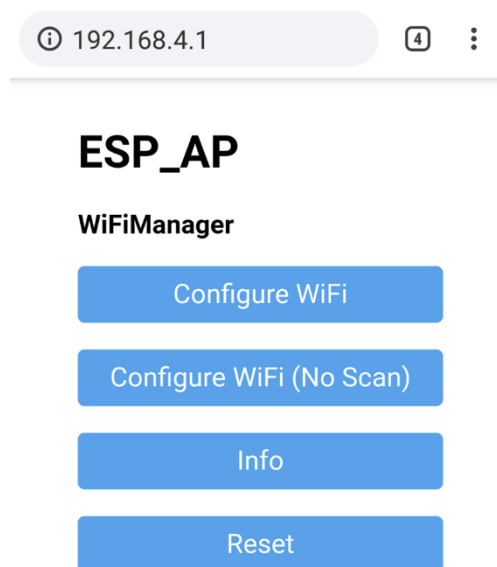 192.168.4.1
4
ESP_AP
WiFiManager
Configure WiFi
Configure WiFi (No Scan)
Info
Reset